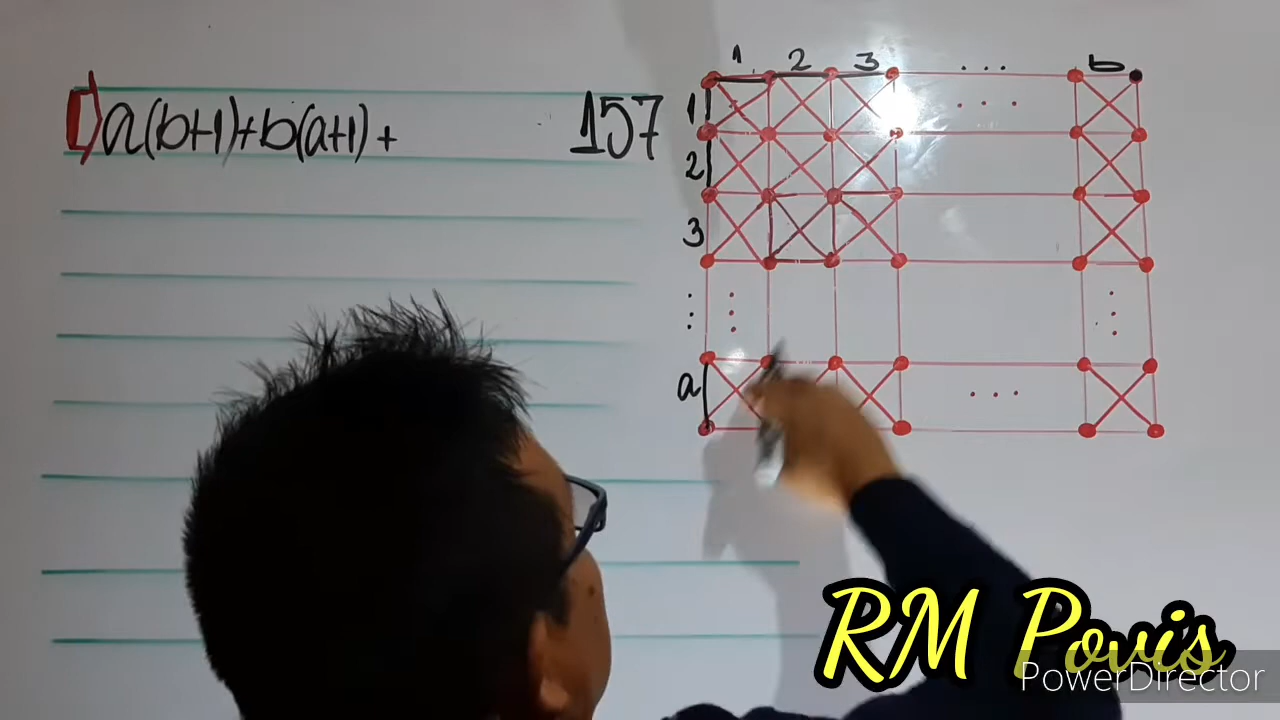 a(b+1)+b(a+1)+
157
1 2 3 ... b
...
1
2
3
⋮ ⋮ ⋮
a ...
RM Povis
PowerDirector